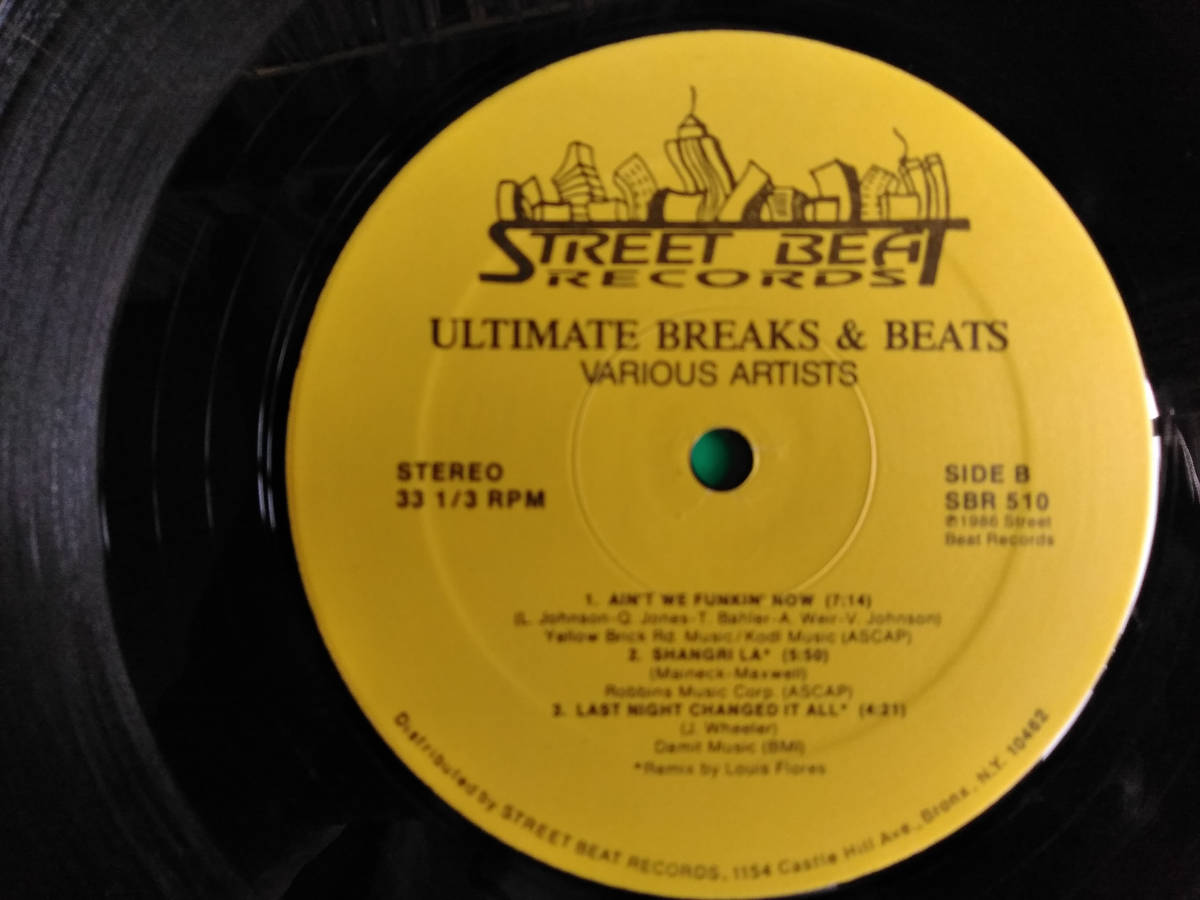 STREET BEAT
RECORDS
ULTIMATE BREAKS & BEATS
VARIOUS ARTISTS
STEREO
33 1/3 RPM
SIDE B
SBR 510
℗1986 Street
Beat Records
1. AIN'T WE FUNKIN' NOW (7:14)
(L. Johnson-Q. Jones-T. Bahler-A. Weir-V. Johnson)
Yellow Brick Rd. Music/Kodi Music (ASCAP)
2. SHANGRI LA* (5:50)
(Maineck-Maxwell)
Robbins Music Corp. (ASCAP)
3. LAST NIGHT CHANGED IT ALL* (4:21)
(J. Wheeler)
Damit Music (BMI)
*Remix by Louis Flores
Distributed by STREET BEAT RECORDS, 1154 Castle Hill Ave., Bronx, N.Y. 10462